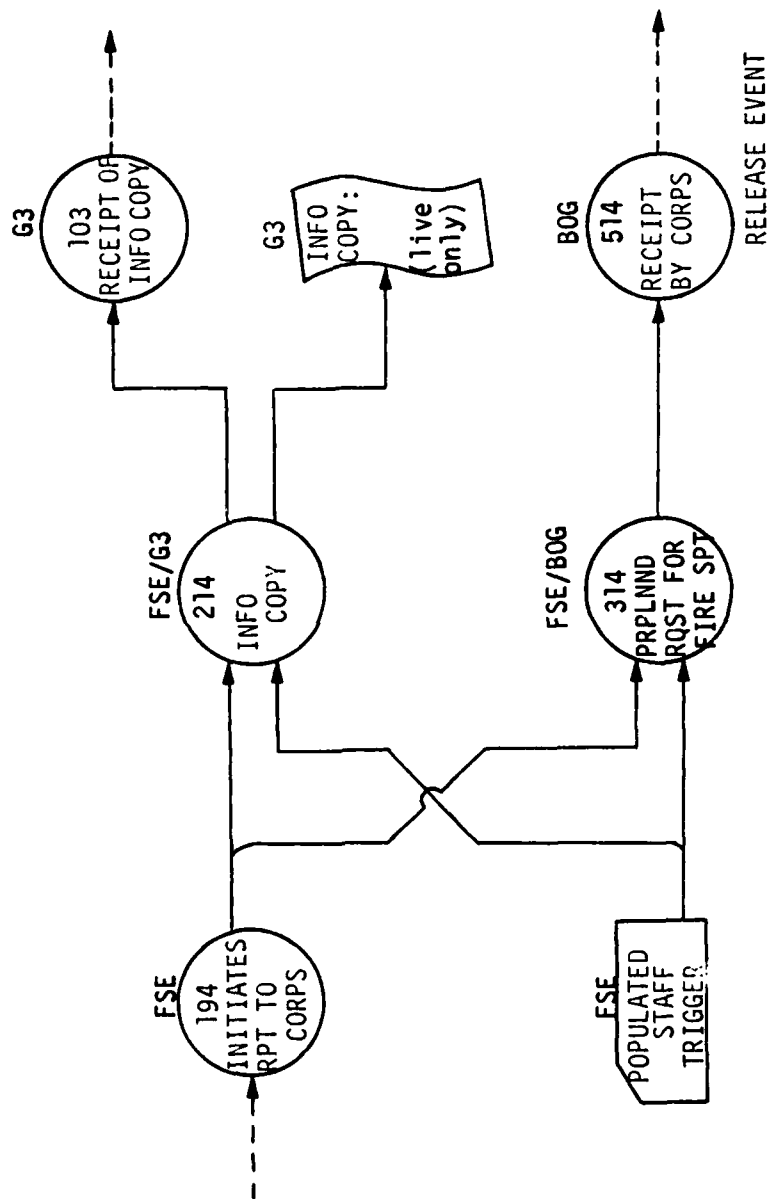 FSE
194
INITIATES
RPT TO
CORPS
FSE
POPULATED
STAFF
TRIGGER
FSE/G3
214
INFO
COPY
FSE/BOG
314
PRPLNND
RQST FOR
FIRE SPT
G3
103
RECEIPT OF
INFO COPY
G3
INFO
COPY:
(live
only)
BOG
514
RECEIPT
BY CORPS
RELEASE EVENT